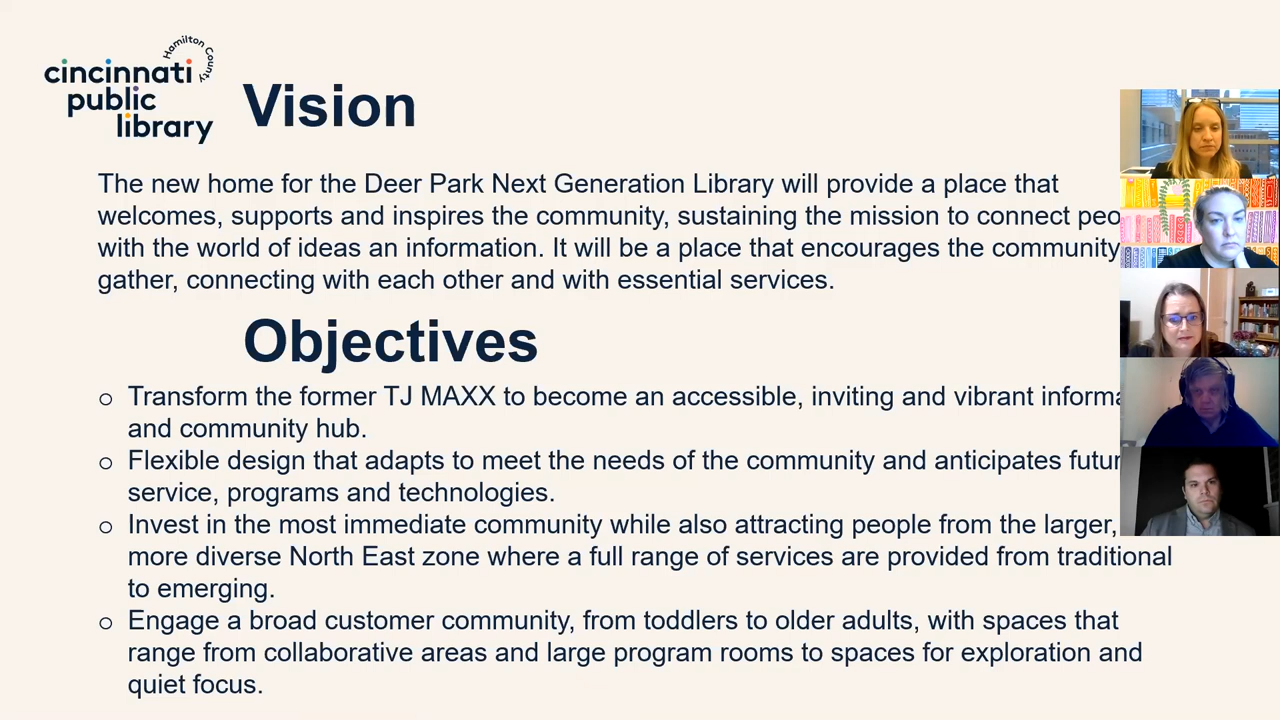 Hamilton County
cincinnati
public
library
Vision
The new home for the Deer Park Next Generation Library will provide a place that
welcomes, supports and inspires the community, sustaining the mission to connect
with the world of ideas an information. It will be a place that encourages the community
gather, connecting with each other and with essential services.
Objectives
○ Transform the former TJ MAXX to become an accessible, inviting and vibrant
and community hub.
○ Flexible design that adapts to meet the needs of the community and anticipates
service, programs and technologies.
○ Invest in the most immediate community while also attracting people from the larger,
more diverse North East zone where a full range of services are provided from traditional
to emerging.
○ Engage a broad customer community, from toddlers to older adults, with spaces that
range from collaborative areas and large program rooms to spaces for exploration and
quiet focus.